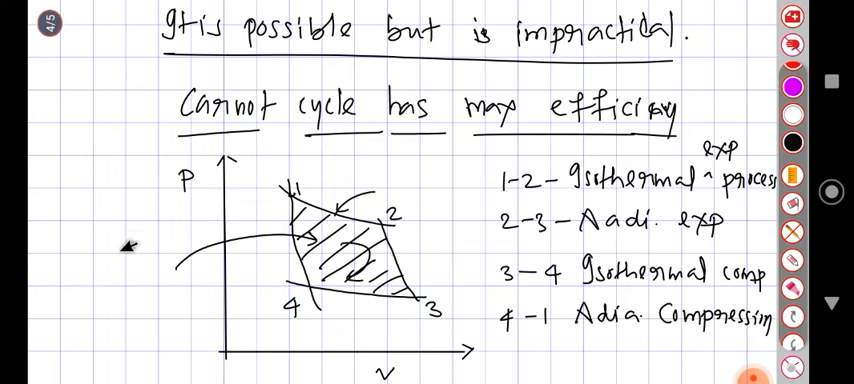 4/5
It is possible but is impractical.
Carnot cycle has max efficiency
exp
1-2 - Isothermal ^ process
2-3 - Aadi. exp
3-4 Isothermal comp
4-1 Adia. Compression
P
1
2
4
3
V